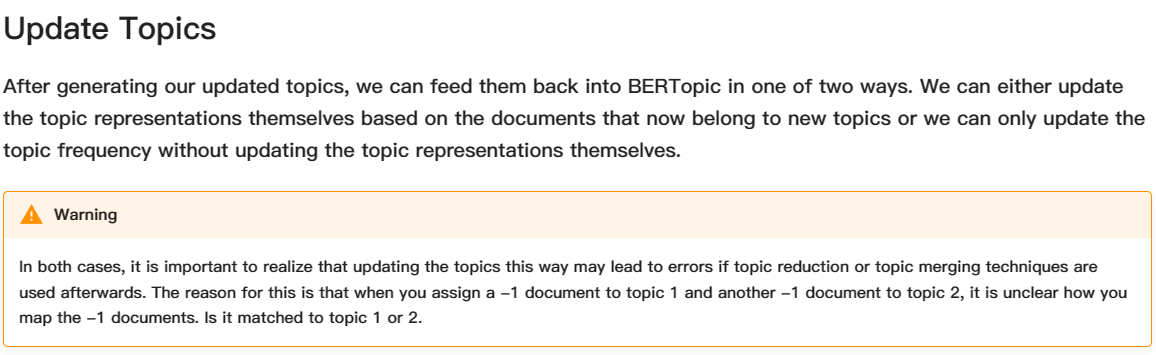 Update Topics
After generating our updated topics, we can feed them back into BERTopic in one of two ways. We can either update
the topic representations themselves based on the documents that now belong to new topics or we can only update the
topic frequency without updating the topic representations themselves.
Warning
In both cases, it is important to realize that updating the topics this way may lead to errors if topic reduction or topic merging techniques are
used afterwards. The reason for this is that when you assign a -1 document to topic 1 and another -1 document to topic 2, it is unclear how you
map the -1 documents. Is it matched to topic 1 or 2.